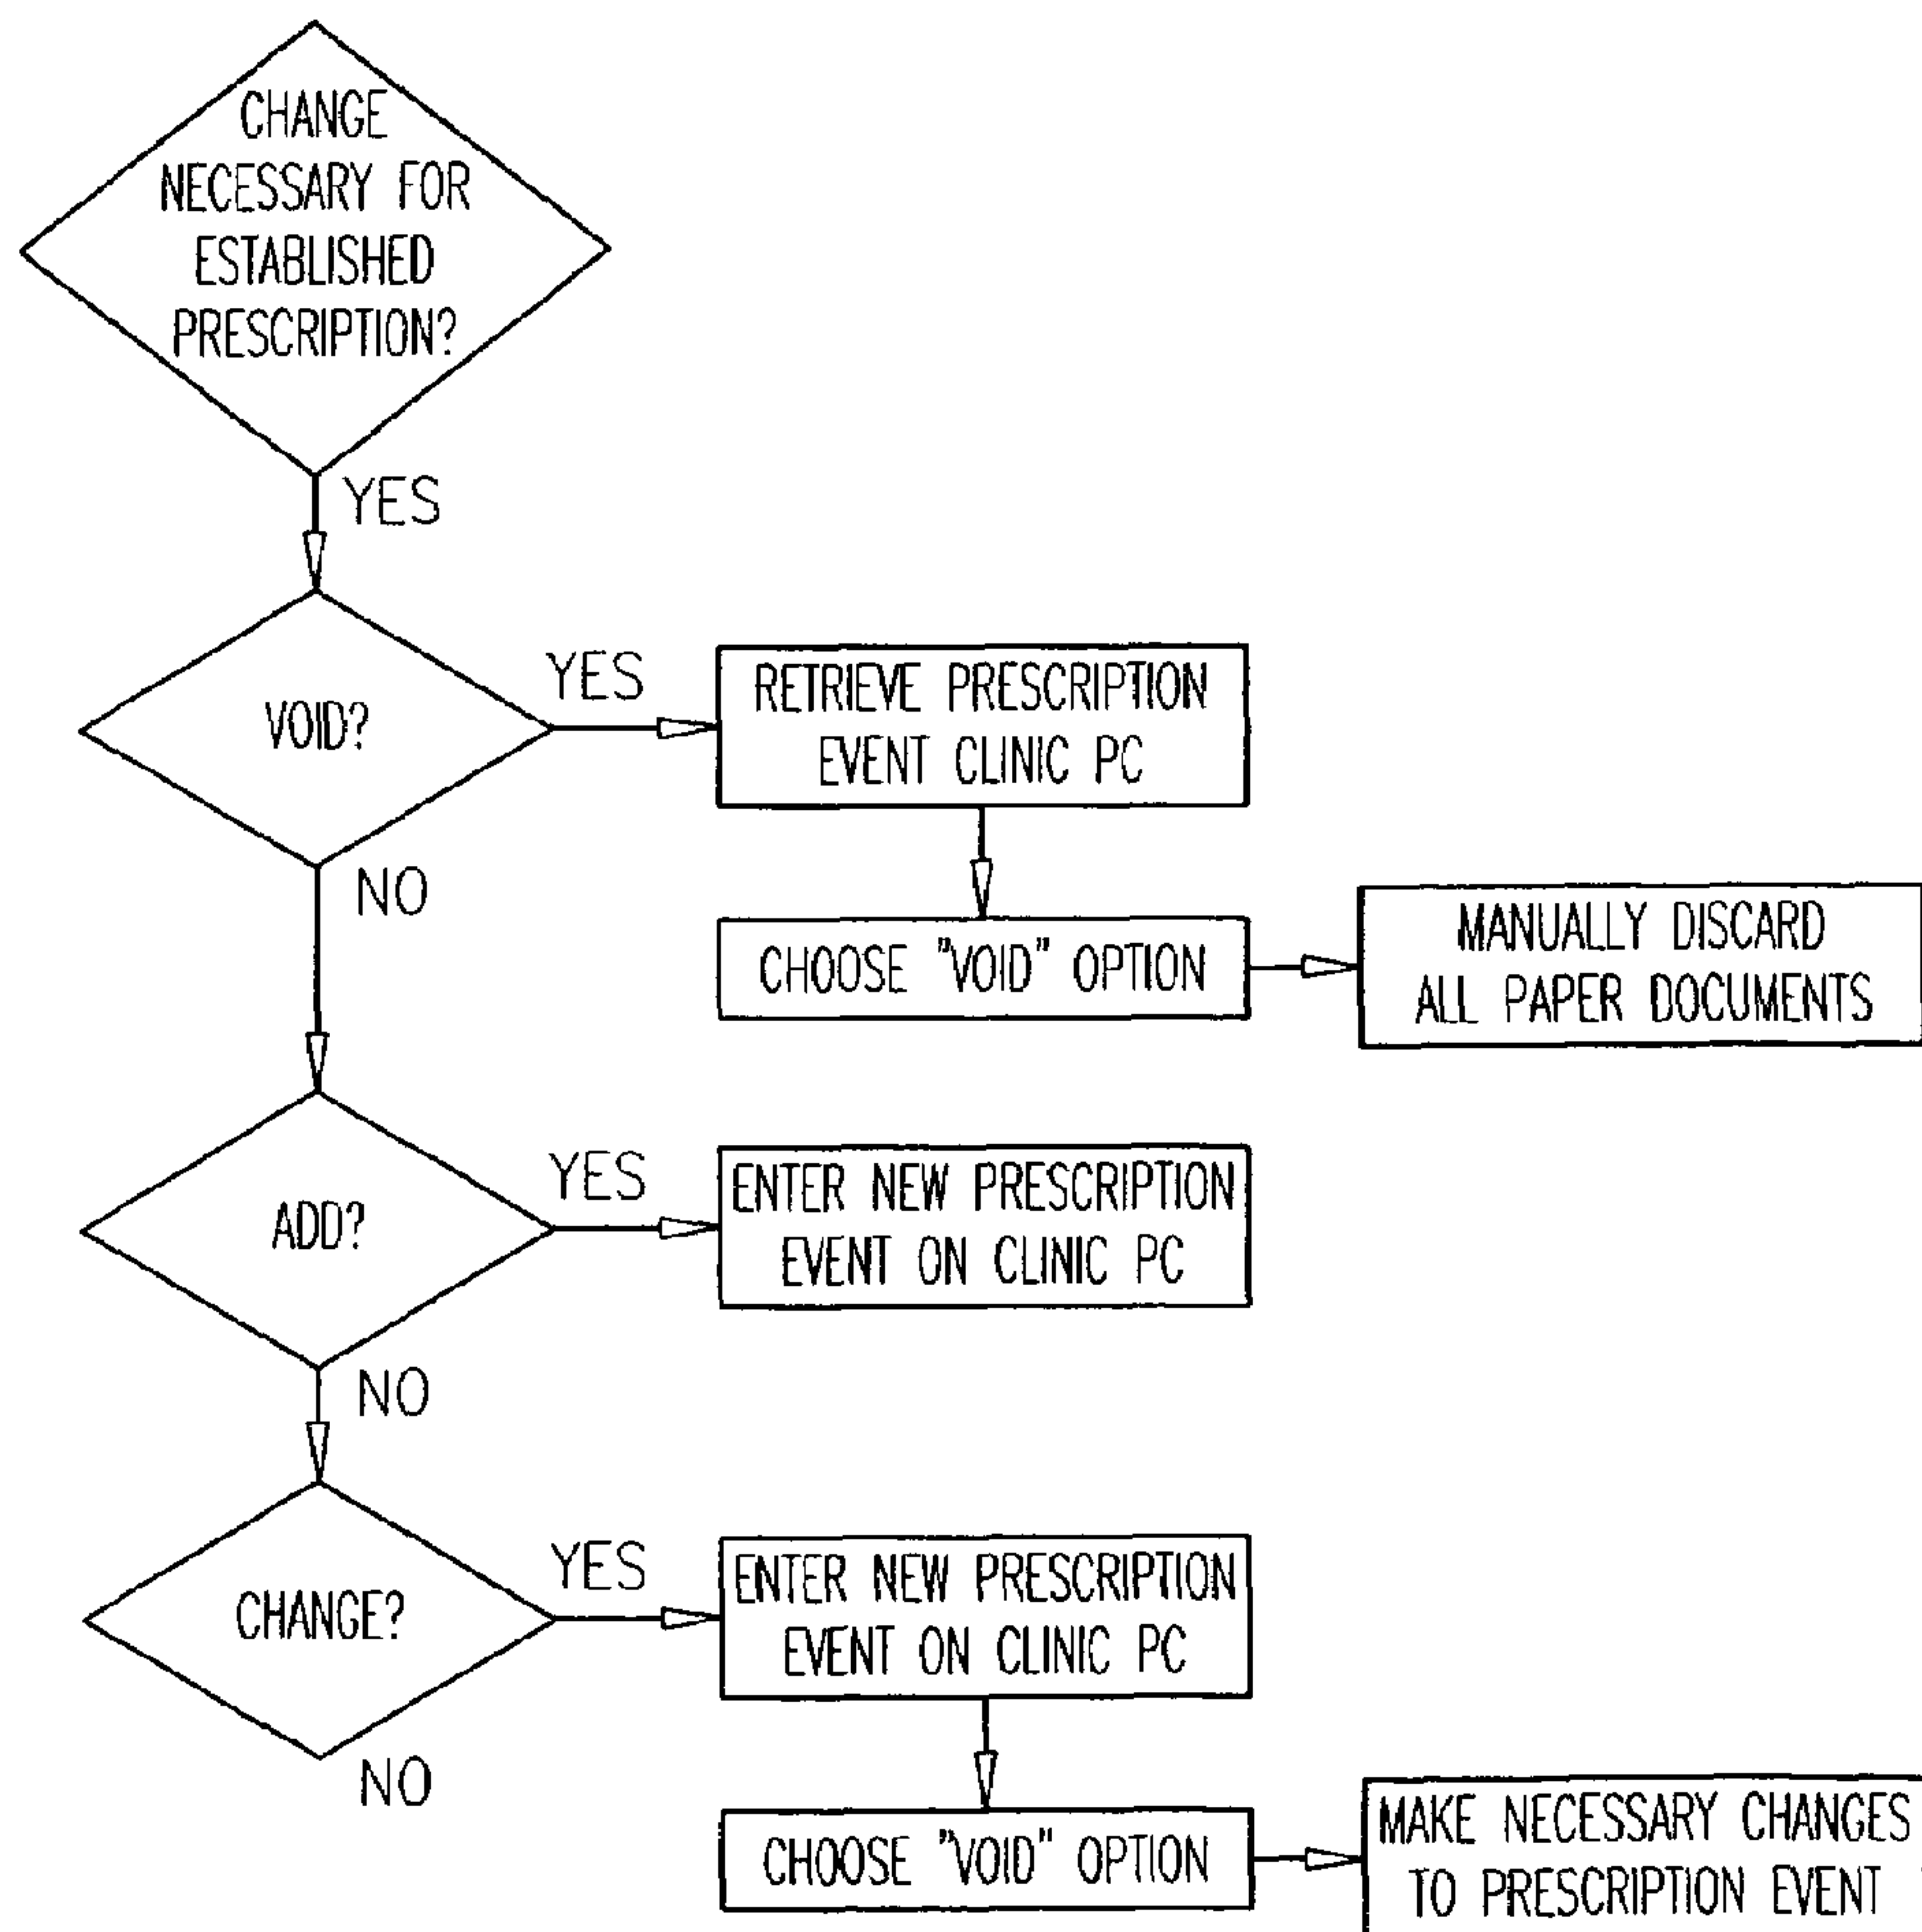 CHANGE
NECESSARY FOR
ESTABLISHED
PRESCRIPTION?
YES
VOID?
YES
RETRIEVE PRESCRIPTION
EVENT CLINIC PC
NO
CHOOSE "VOID" OPTION
MANUALLY DISCARD
ALL PAPER DOCUMENTS
ADD?
YES
ENTER NEW PRESCRIPTION
EVENT ON CLINIC PC
NO
CHANGE?
YES
ENTER NEW PRESCRIPTION
EVENT ON CLINIC PC
NO
CHOOSE "VOID" OPTION
MAKE NECESSARY CHANGES
TO PRESCRIPTION EVENT